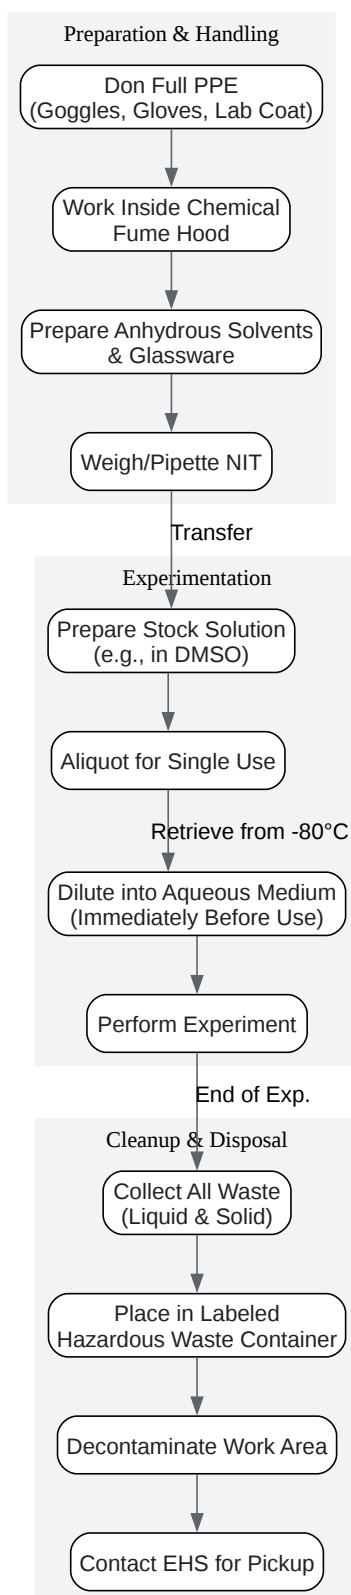 Preparation & Handling
Don Full PPE
(Goggles, Gloves, Lab Coat)
Work Inside Chemical
Fume Hood
Prepare Anhydrous Solvents
& Glassware
Weigh/Pipette NIT
Transfer
Experimentation
Prepare Stock Solution
(e.g., in DMSO)
Aliquot for Single Use
Retrieve from -80°C
Dilute into Aqueous Medium
(Immediately Before Use)
Perform Experiment
End of Exp.
Cleanup & Disposal
Collect All Waste
(Liquid & Solid)
Place in Labeled
Hazardous Waste Container
Decontaminate Work Area
Contact EHS for Pickup